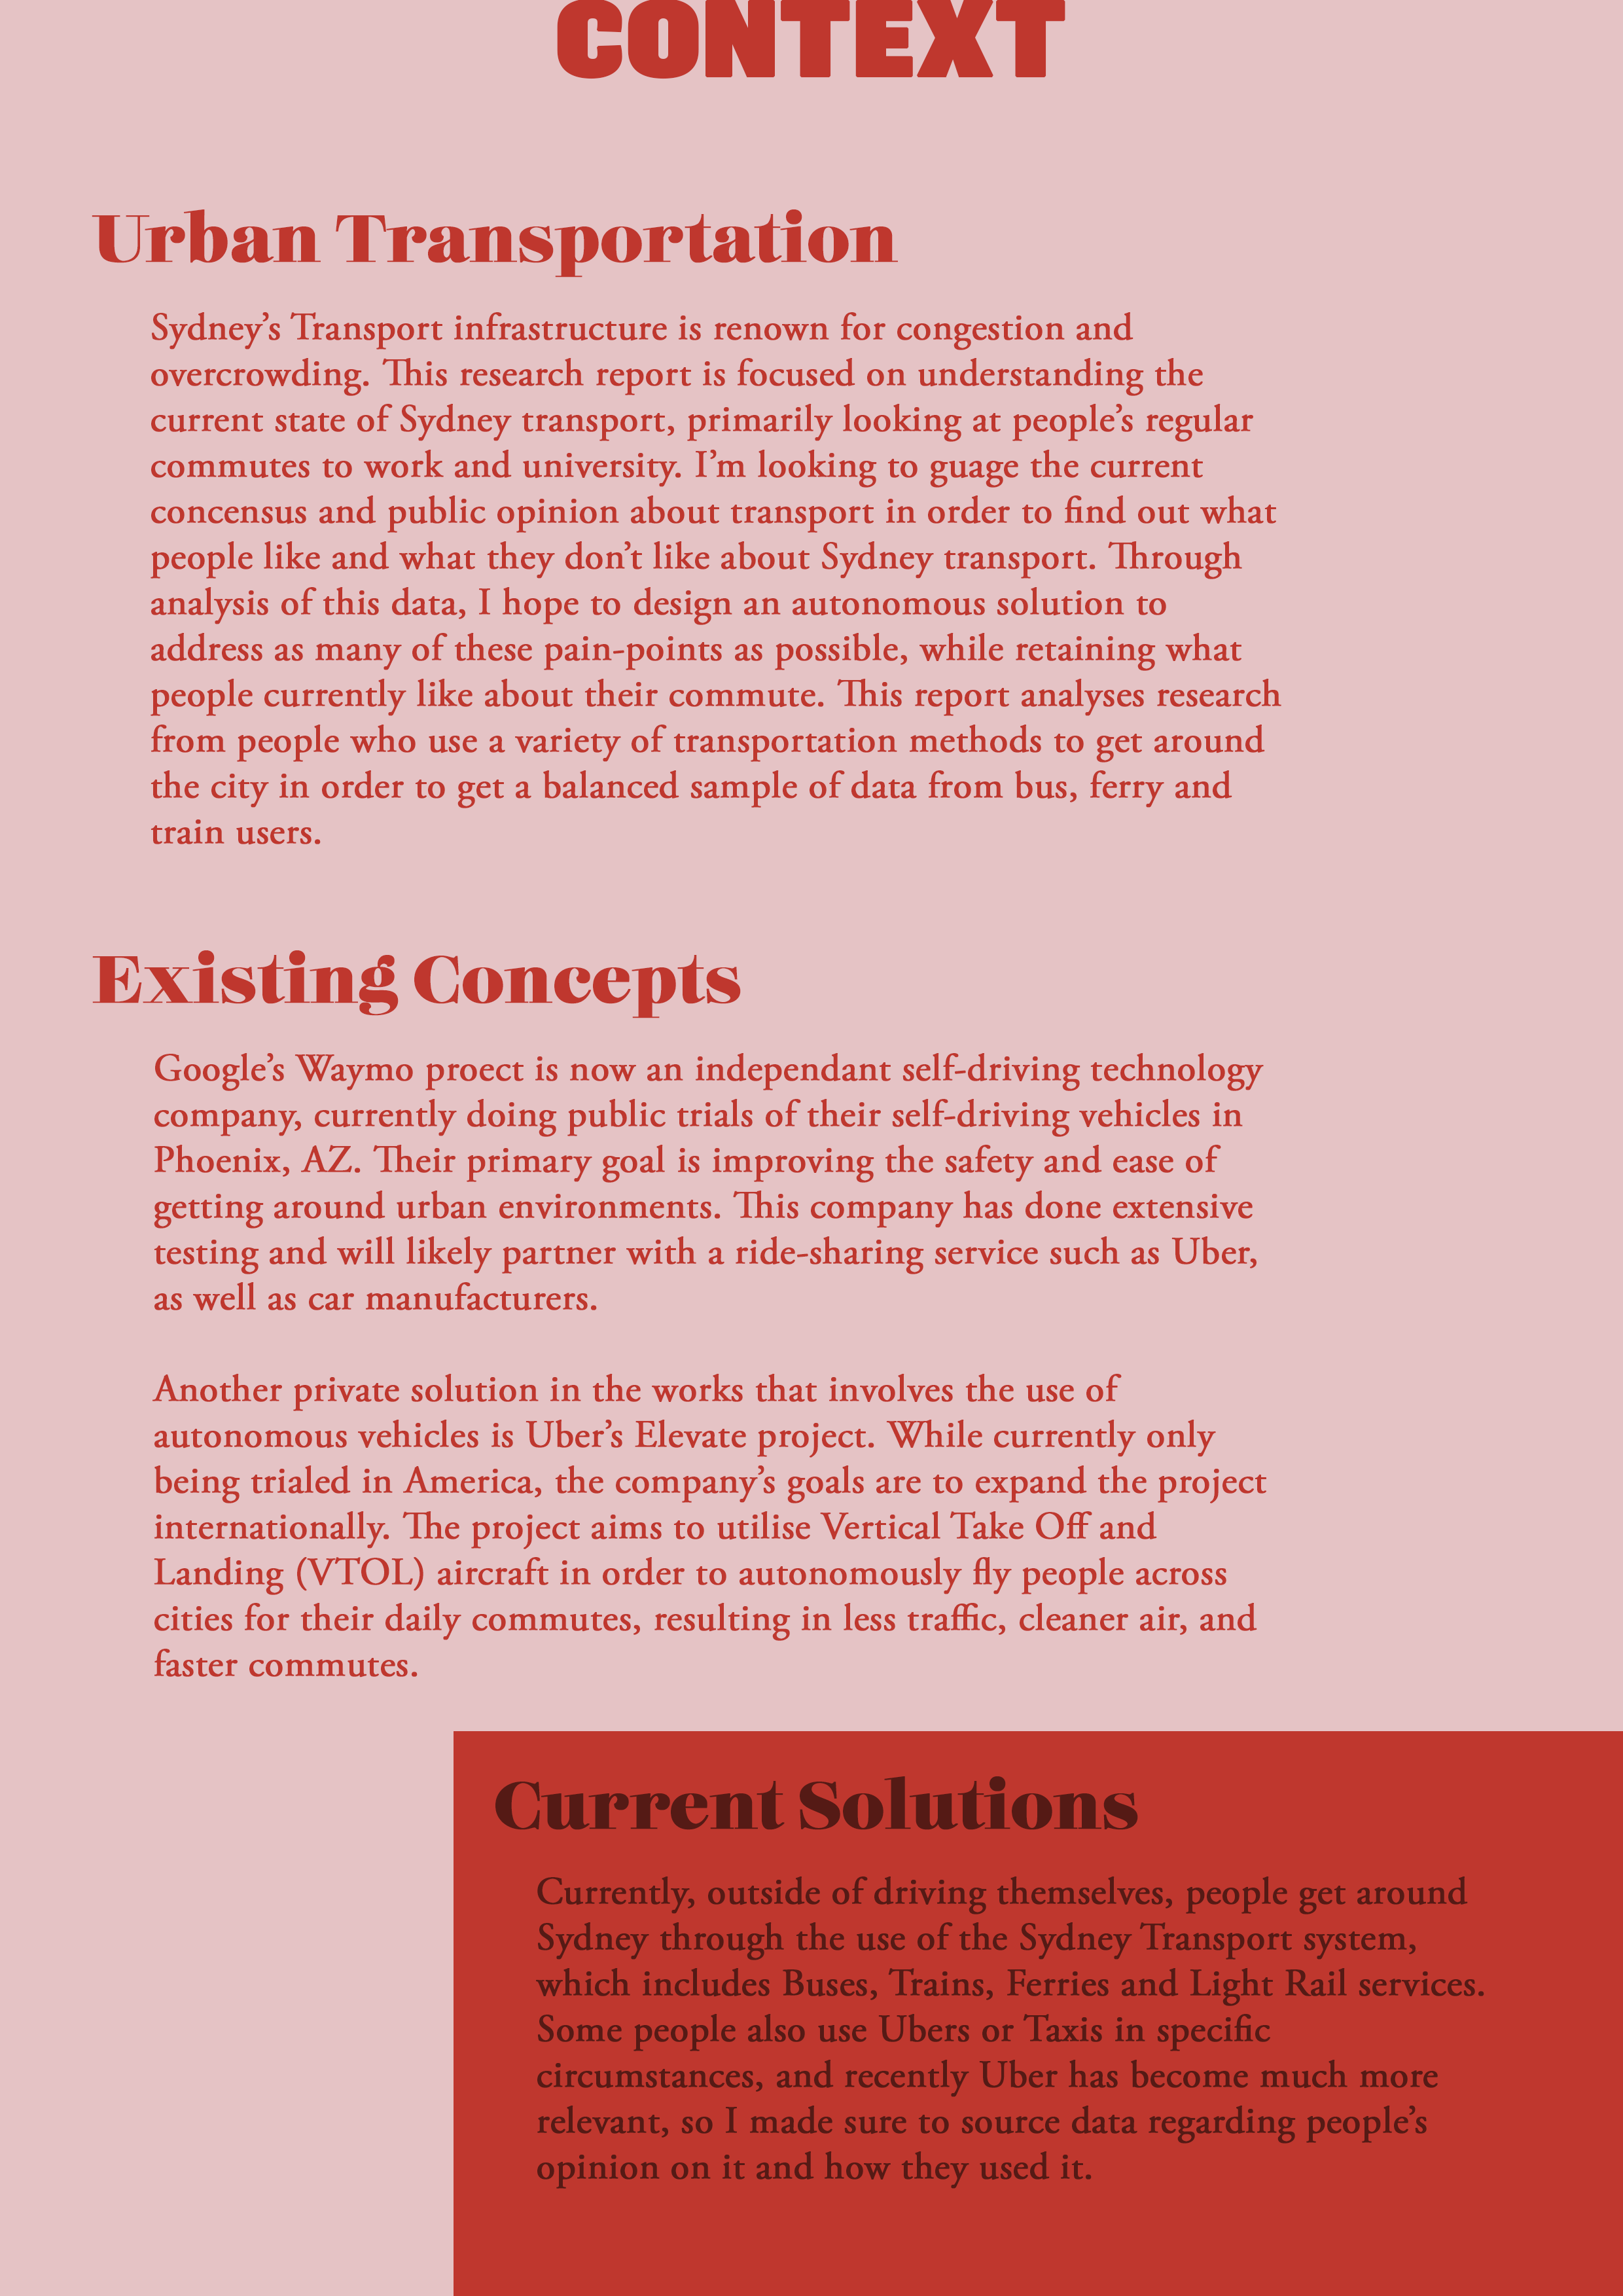 CONTEXT
Urban Transportation
Sydney’s Transport infrastructure is renown for congestion and
overcrowding. This research report is focused on understanding the
current state of Sydney transport, primarily looking at people’s regular
commutes to work and university. I’m looking to guage the current
concensus and public opinion about transport in order to find out what
people like and what they don’t like about Sydney transport. Through
analysis of this data, I hope to design an autonomous solution to
address as many of these pain-points as possible, while retaining what
people currently like about their commute. This report analyses research
from people who use a variety of transportation methods to get around
the city in order to get a balanced sample of data from bus, ferry and
train users.
Existing Concepts
Google’s Waymo proect is now an independant self-driving technology
company, currently doing public trials of their self-driving vehicles in
Phoenix, AZ. Their primary goal is improving the safety and ease of
getting around urban environments. This company has done extensive
testing and will likely partner with a ride-sharing service such as Uber,
as well as car manufacturers.
Another private solution in the works that involves the use of
autonomous vehicles is Uber’s Elevate project. While currently only
being trialed in America, the company’s goals are to expand the project
internationally. The project aims to utilise Vertical Take Off and
Landing (VTOL) aircraft in order to autonomously fly people across
cities for their daily commutes, resulting in less traffic, cleaner air, and
faster commutes.
Current Solutions
Currently, outside of driving themselves, people get around
Sydney through the use of the Sydney Transport system,
which includes Buses, Trains, Ferries and Light Rail services.
Some people also use Ubers or Taxis in specific
circumstances, and recently Uber has become much more
relevant, so I made sure to source data regarding people’s
opinion on it and how they used it.